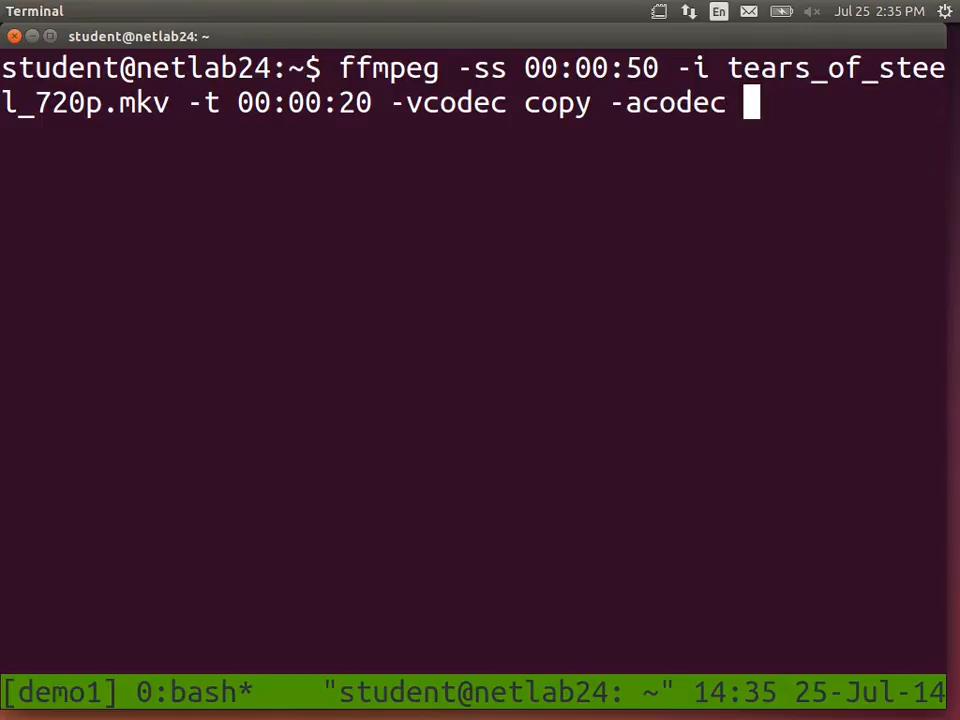 Terminal
En
Jul 25 2:35 PM
student@netlab24: ~
student@netlab24:~$ ffmpeg -ss 00:00:50 -i tears_of_stee
l_720p.mkv -t 00:00:20 -vcodec copy -acodec
[demo1] 0:bash* "student@netlab24: ~" 14:35 25-Jul-14